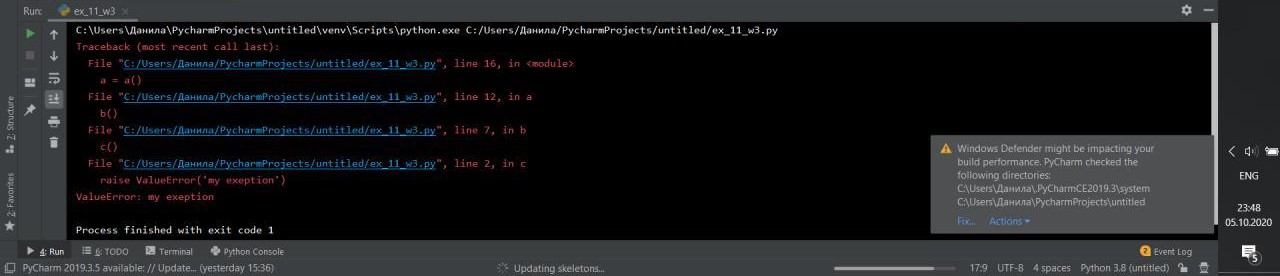 Run: ex_11_w3
C:\Users\Данила\PycharmProjects\untitled\venv\Scripts\python.exe C:/Users/Данила/PycharmProjects/untitled/ex_11_w3.py
Traceback (most recent call last):
File "C:/Users/Данила/PycharmProjects/untitled/ex_11_w3.py", line 16, in <module>
a = a()
File "C:/Users/Данила/PycharmProjects/untitled/ex_11_w3.py", line 12, in a
b()
File "C:/Users/Данила/PycharmProjects/untitled/ex_11_w3.py", line 7, in b
c()
File "C:/Users/Данила/PycharmProjects/untitled/ex_11_w3.py", line 2, in c
raise ValueError('my exeption')
ValueError: my exeption
Process finished with exit code 1
Z: Structure
2: Favorites
Windows Defender might be impacting your
build performance. PyCharm checked the
following directories:
C:\Users\Данила\.PyCharmCE2019.3\system
C:\Users\Данила\PycharmProjects\untitled
Fix... Actions
ENG
23:48
05.10.2020
5
4: Run 6: TODO Terminal Python Console 2 Event Log
PyCharm 2019.3.5 available: // Update... (yesterday 15:36) Updating skeletons... 17:9 UTF-8 4 spaces Python 3.8 (untitled)